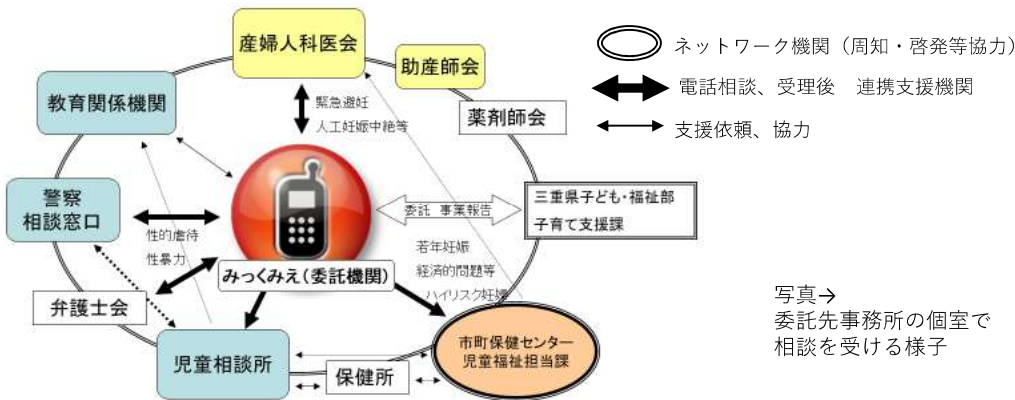 産婦人科医会
助産師会
教育関係機関
緊急避妊
人工妊娠中絶等
薬剤師会
警察
相談窓口
性的虐待
性暴力
委託 事業報告
三重県子ども・福祉部
子育て支援課
若年妊娠
経済的問題等
ハイリスク妊婦
みっくみえ(委託機関)
弁護士会
児童相談所
保健所
市町保健センター
児童福祉担当課
ネットワーク機関（周知・啓発等協力）
電話相談、受理後　連携支援機関
支援依頼、協力
写真→
委託先事務所の個室で
相談を受ける様子